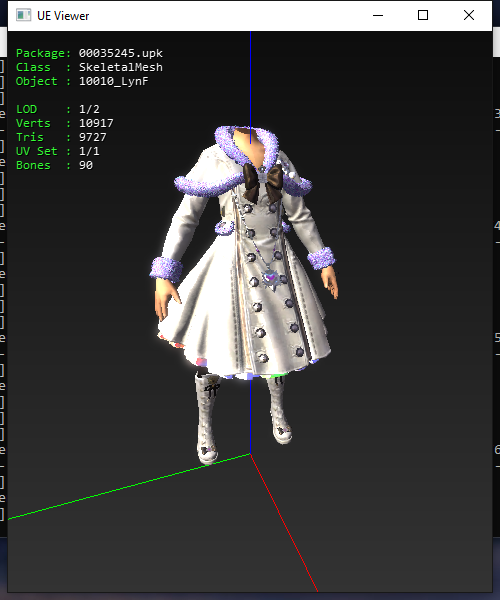 UE Viewer
Package: 00035245.upk
Class  : SkeletalMesh
Object : 10010_LynF
LOD    : 1/2
Verts  : 10917
Tris   : 9727
UV Set : 1/1
Bones  : 90